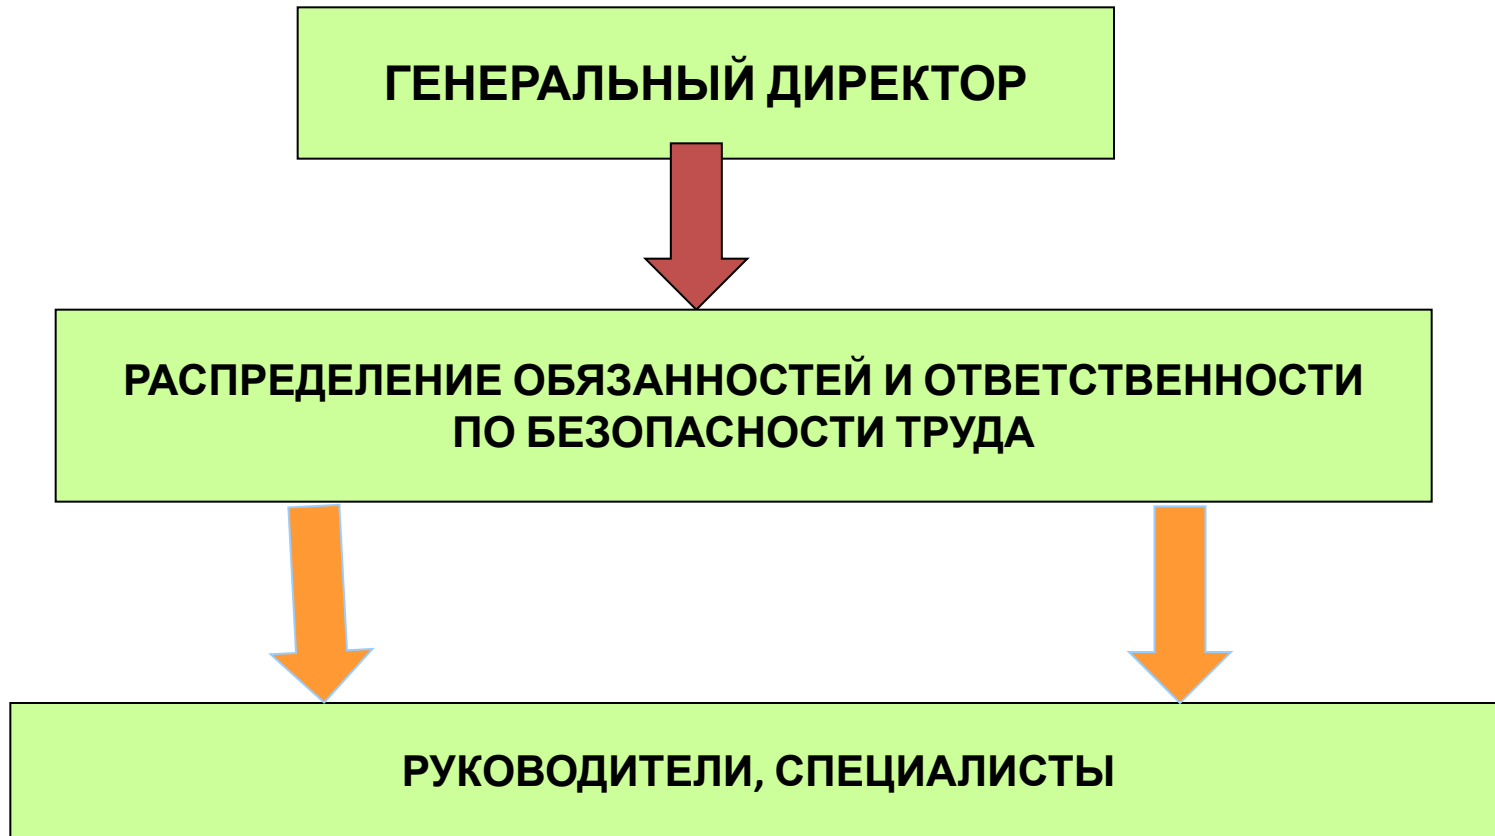 ГЕНЕРАЛЬНЫЙ ДИРЕКТОР
РАСПРЕДЕЛЕНИЕ ОБЯЗАННОСТЕЙ И ОТВЕТСТВЕННОСТИ
ПО БЕЗОПАСНОСТИ ТРУДА
РУКОВОДИТЕЛИ, СПЕЦИАЛИСТЫ